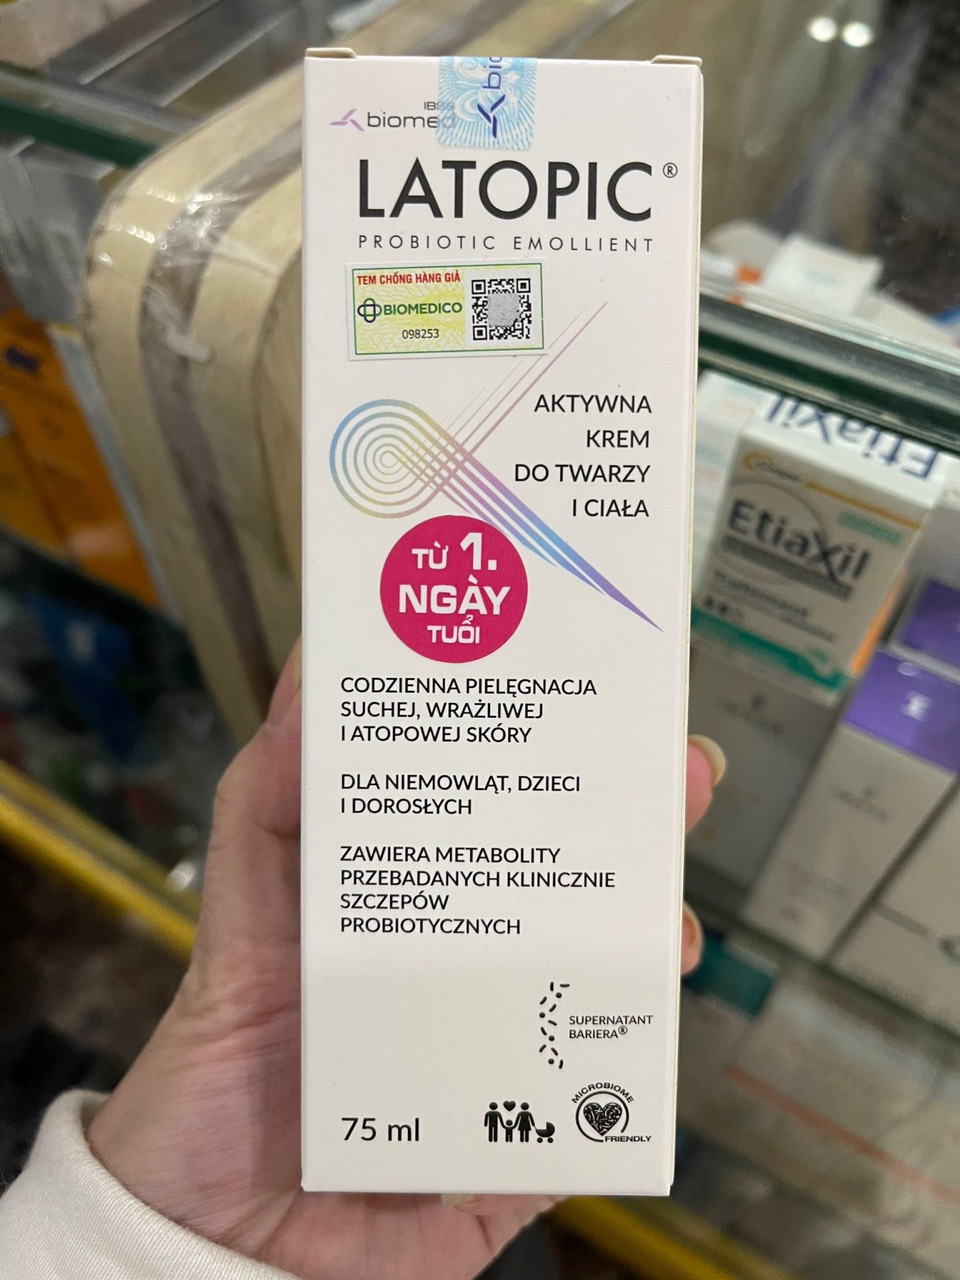 IBSS
biomed
LATOPIC®
PROBIOTIC EMOLLIENT
TEM CHỐNG HÀNG GIẢ
BIOMEDICO
098253
AKTYWNA
KREM
DO TWARZY
I CIAŁA
TỪ 1.
NGÀY
TUỔI
CODZIENNA PIELĘGNACJA
SUCHEJ, WRAŻLIWEJ
I ATOPOWEJ SKÓRY
DLA NIEMOWLĄT, DZIECI
I DOROSŁYCH
ZAWIERA METABOLITY
PRZEBADANYCH KLINICZNIE
SZCZEPÓW
PROBIOTYCZNYCH
SUPERNATANT
BARIERA®
MICROBIOME
FRIENDLY
75 ml
EtiaXil
Etiaxil